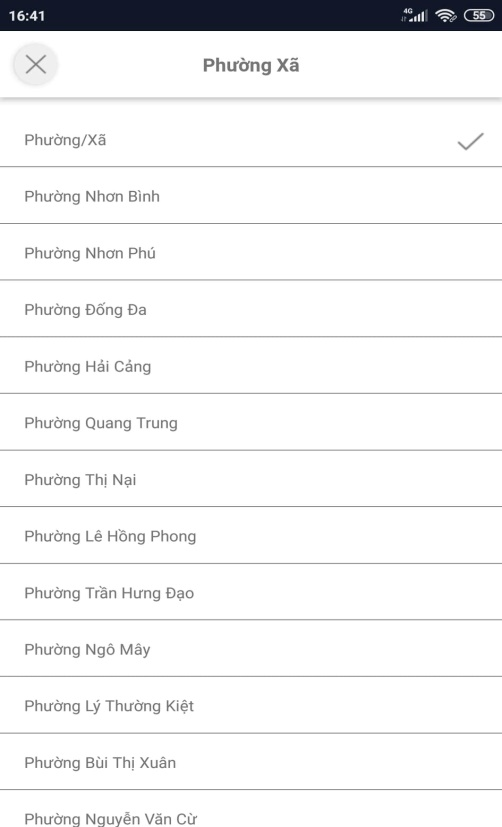 16:41
4G
55
Phường Xã
Phường/Xã
Phường Nhơn Bình
Phường Nhơn Phú
Phường Đống Đa
Phường Hải Cảng
Phường Quang Trung
Phường Thị Nại
Phường Lê Hồng Phong
Phường Trần Hưng Đạo
Phường Ngô Mây
Phường Lý Thường Kiệt
Phường Bùi Thị Xuân
Phường Nguyễn Văn Cừ